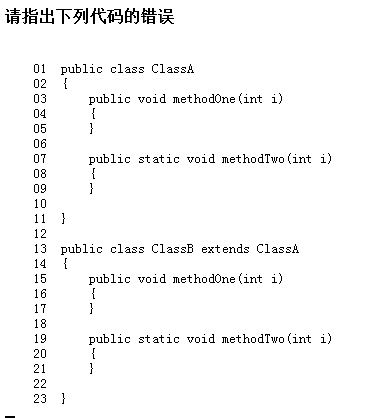 请指出下列代码的错误
01 public class ClassA
02 {
03     public void methodOne(int i)
04     {
05     }
06
07     public static void methodTwo(int i)
08     {
09     }
10
11 }
12
13 public class ClassB extends ClassA
14 {
15     public void methodOne(int i)
16     {
17     }
18
19     public static void methodTwo(int i)
20     {
21     }
22
23 }